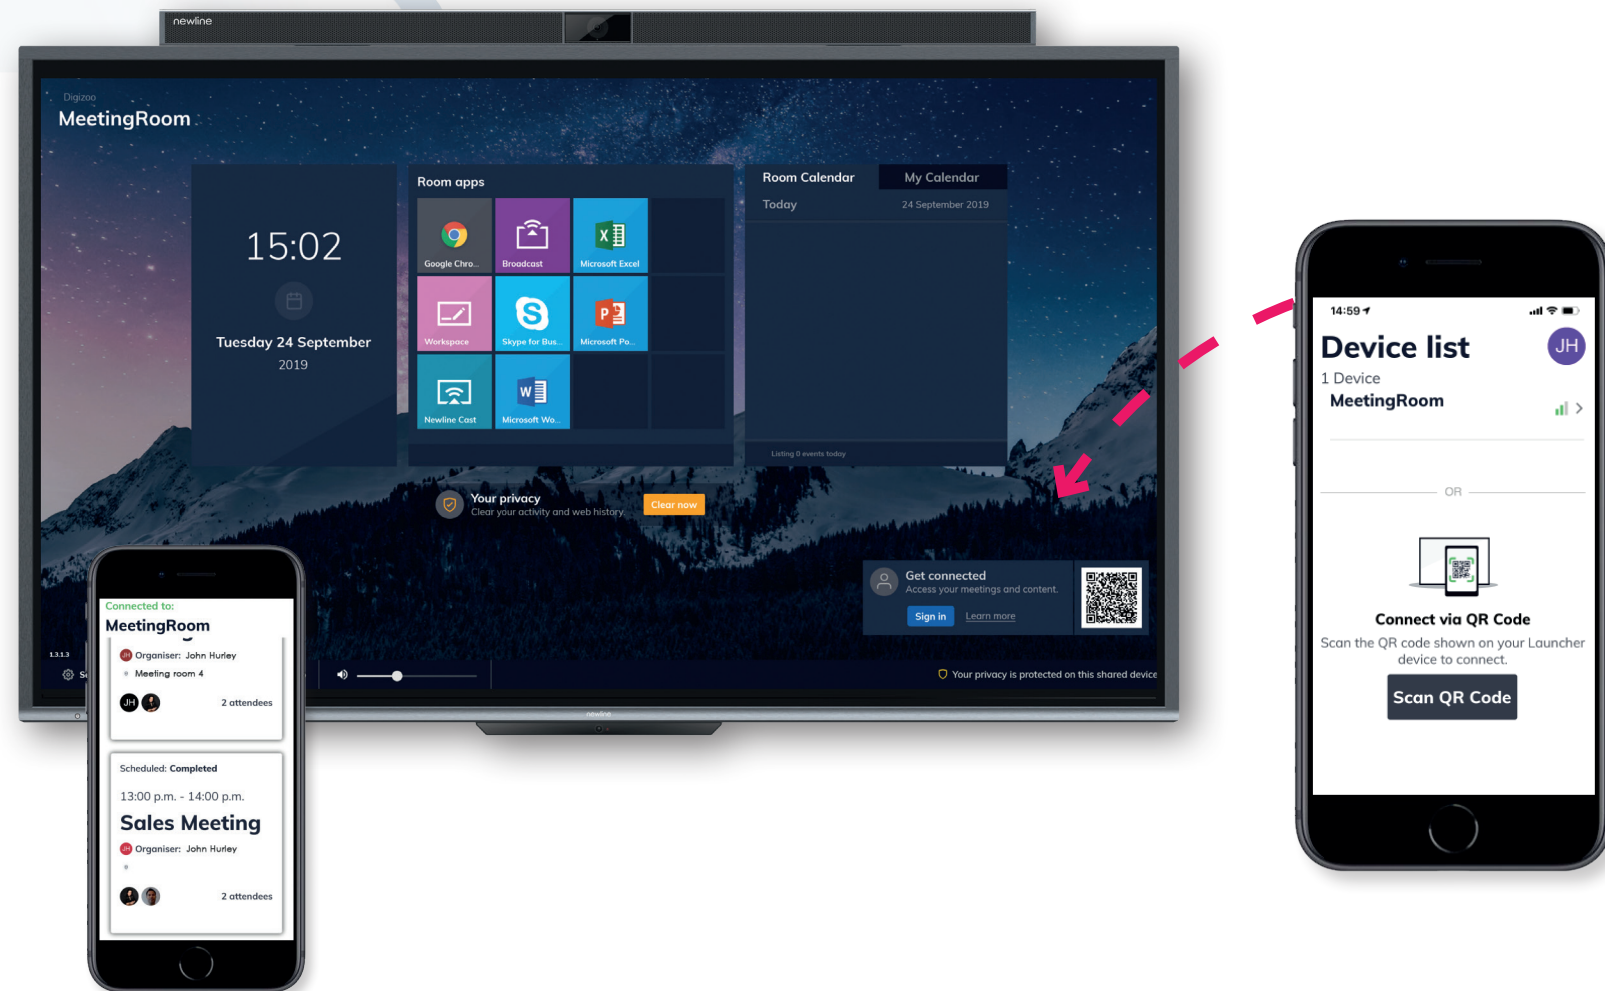 newline
Digizoo
MeetingRoom
15:02
Tuesday 24 September
2019
Room apps
Google Chro...
Broadcast
Microsoft Excel
Workspace
Skype for Bus...
Microsoft Po...
Newline Cast
Microsoft Wo...
Room Calendar
My Calendar
Today
24 September 2019
Listing 0 events today
Your privacy
Clear your activity and web history.
Clear now
Get connected
Access your meetings and content.
Sign in
Learn more
1.3.1.3
Your privacy is protected on this shared device
newline
Connected to:
MeetingRoom
JH Organiser: John Hurley
Meeting room 4
JH
2 attendees
Scheduled: Completed
13:00 p.m. - 14:00 p.m.
Sales Meeting
JH Organiser: John Hurley
2 attendees
14:59
Device list
JH
1 Device
MeetingRoom
OR
Connect via QR Code
Scan the QR code shown on your Launcher
device to connect.
Scan QR Code